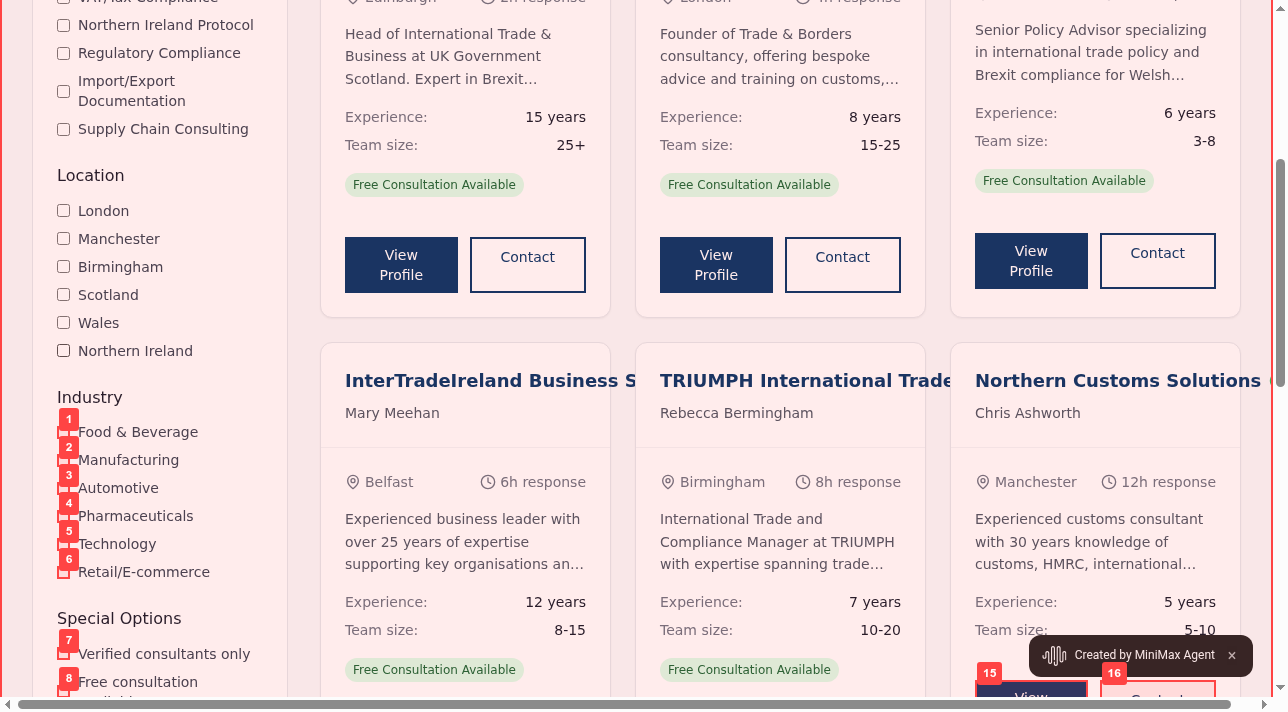 Northern Ireland Protocol
Regulatory Compliance
Import/Export
Documentation
Supply Chain Consulting
Location
London
Manchester
Birmingham
Scotland
Wales
Northern Ireland
Industry
1
Food & Beverage
2
Manufacturing
3
Automotive
4
Pharmaceuticals
5
Technology
6
Retail/E-commerce
Special Options
7
Verified consultants only
8
Free consultation
Edinburgh
2h response
Head of International Trade &
Business at UK Government
Scotland. Expert in Brexit...
Experience: 15 years
Team size: 25+
Free Consultation Available
View
Profile
Contact
London
Founder of Trade & Borders
consultancy, offering bespoke
advice and training on customs,...
Experience: 8 years
Team size: 15-25
Free Consultation Available
View
Profile
Contact
Senior Policy Advisor specializing
in international trade policy and
Brexit compliance for Welsh...
Experience: 6 years
Team size: 3-8
Free Consultation Available
View
Profile
Contact
InterTradeIreland Business S
Mary Meehan
Belfast 6h response
Experienced business leader with
over 25 years of expertise
supporting key organisations an...
Experience: 12 years
Team size: 8-15
Free Consultation Available
TRIUMPH International Trade
Rebecca Bermingham
Birmingham 8h response
International Trade and
Compliance Manager at TRIUMPH
with expertise spanning trade...
Experience: 7 years
Team size: 10-20
Free Consultation Available
Northern Customs Solutions
Chris Ashworth
Manchester 12h response
Experienced customs consultant
with 30 years knowledge of
customs, HMRC, international...
Experience: 5 years
Team size: 5-10
15
View
16
Created by MiniMax Agent ×